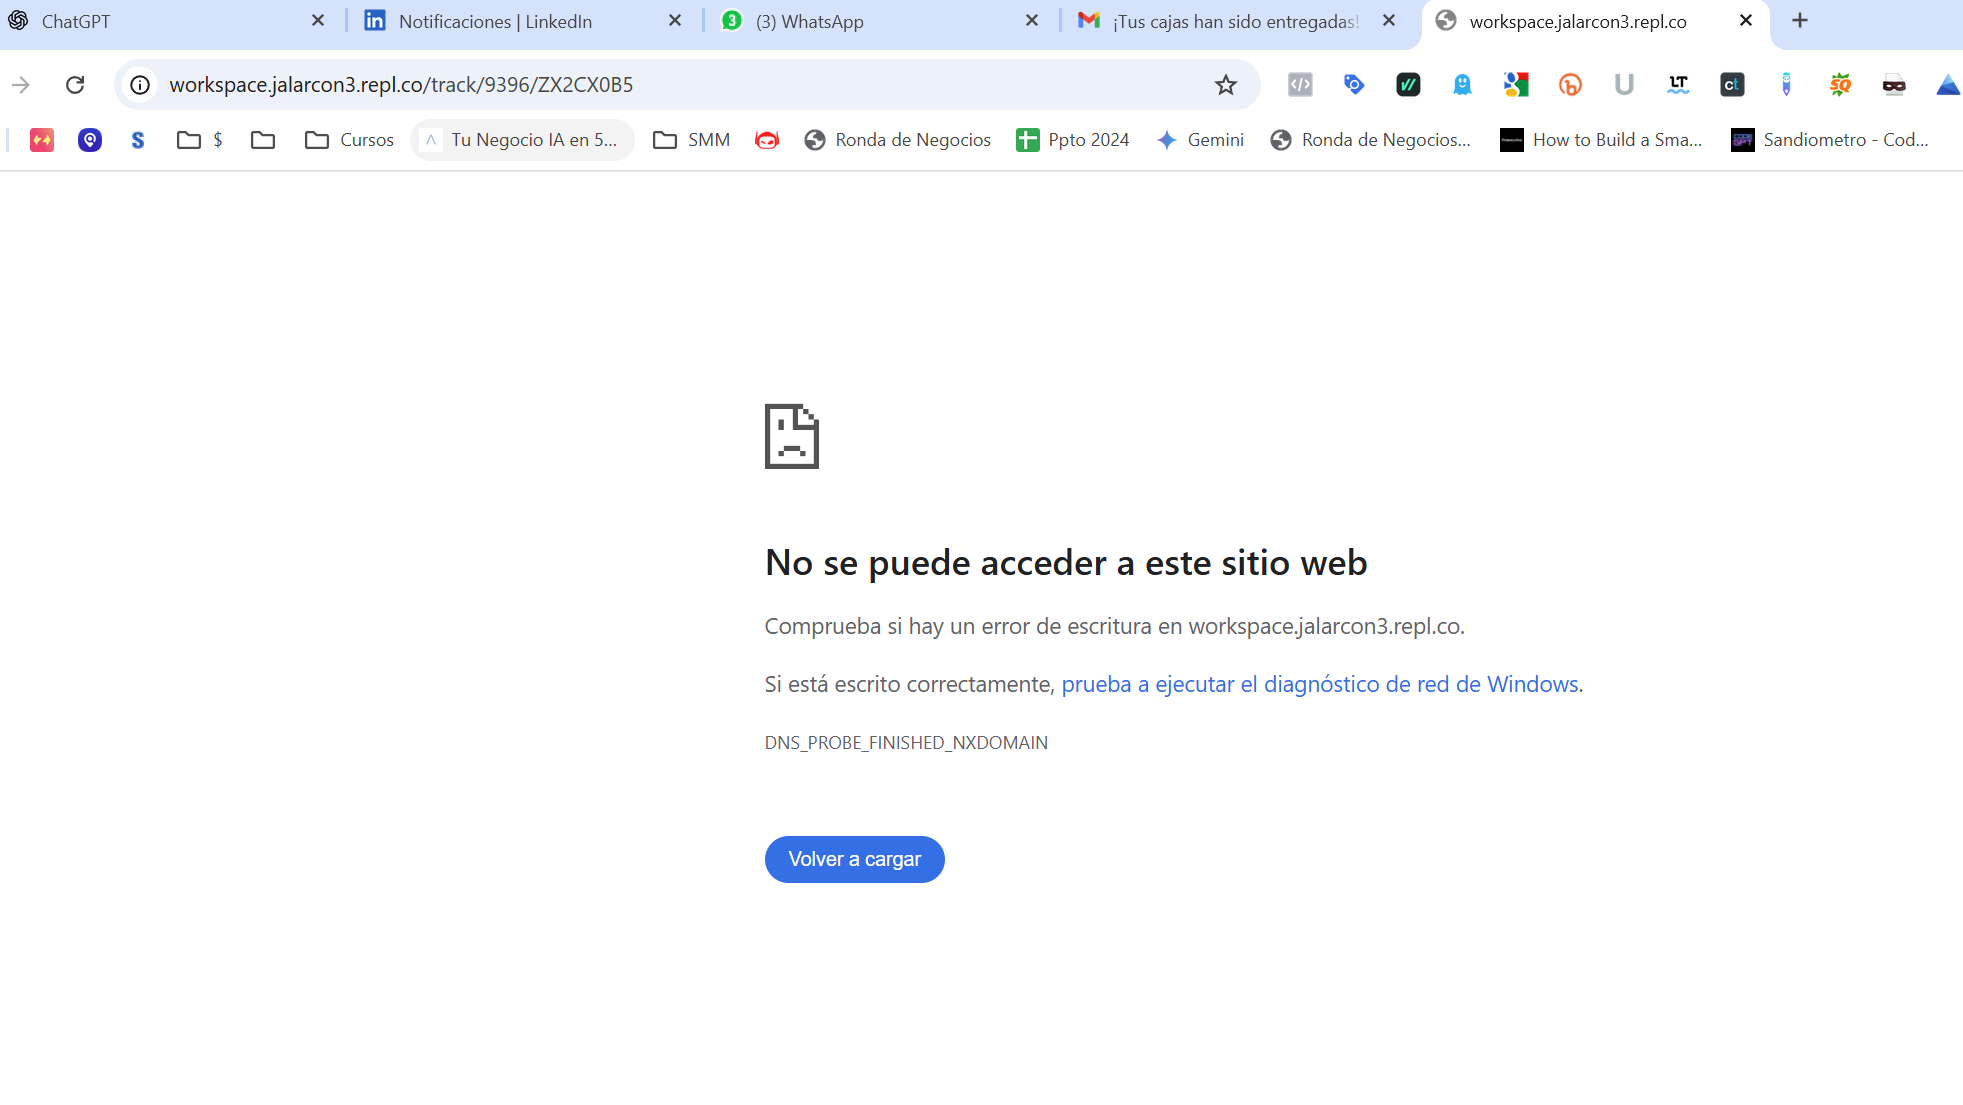 ChatGPT
Notificaciones | LinkedIn
3
(3) WhatsApp
¡Tus cajas han sido entregadas!
workspace.jalarcon3.repl.co
workspace.jalarcon3.repl.co/track/9396/ZX2CX0B5
U
LT
ct
SQ
S
$
Cursos
Tu Negocio IA en 5...
SMM
Ronda de Negocios
Ppto 2024
Gemini
Ronda de Negocios...
How to Build a Sma...
Sandiometro - Cod...
No se puede acceder a este sitio web
Comprueba si hay un error de escritura en workspace.jalarcon3.repl.co.
Si está escrito correctamente, prueba a ejecutar el diagnóstico de red de Windows.
DNS_PROBE_FINISHED_NXDOMAIN
Volver a cargar